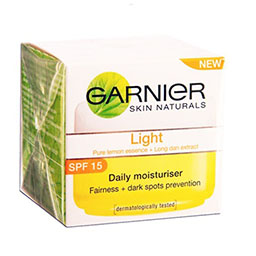 NEW
GARNIER
SKIN NATURALS
Light
Pure lemon essence + Long dan extract
SPF 15
Daily moisturiser
Fairness + dark spots prevention
dermatologically tested